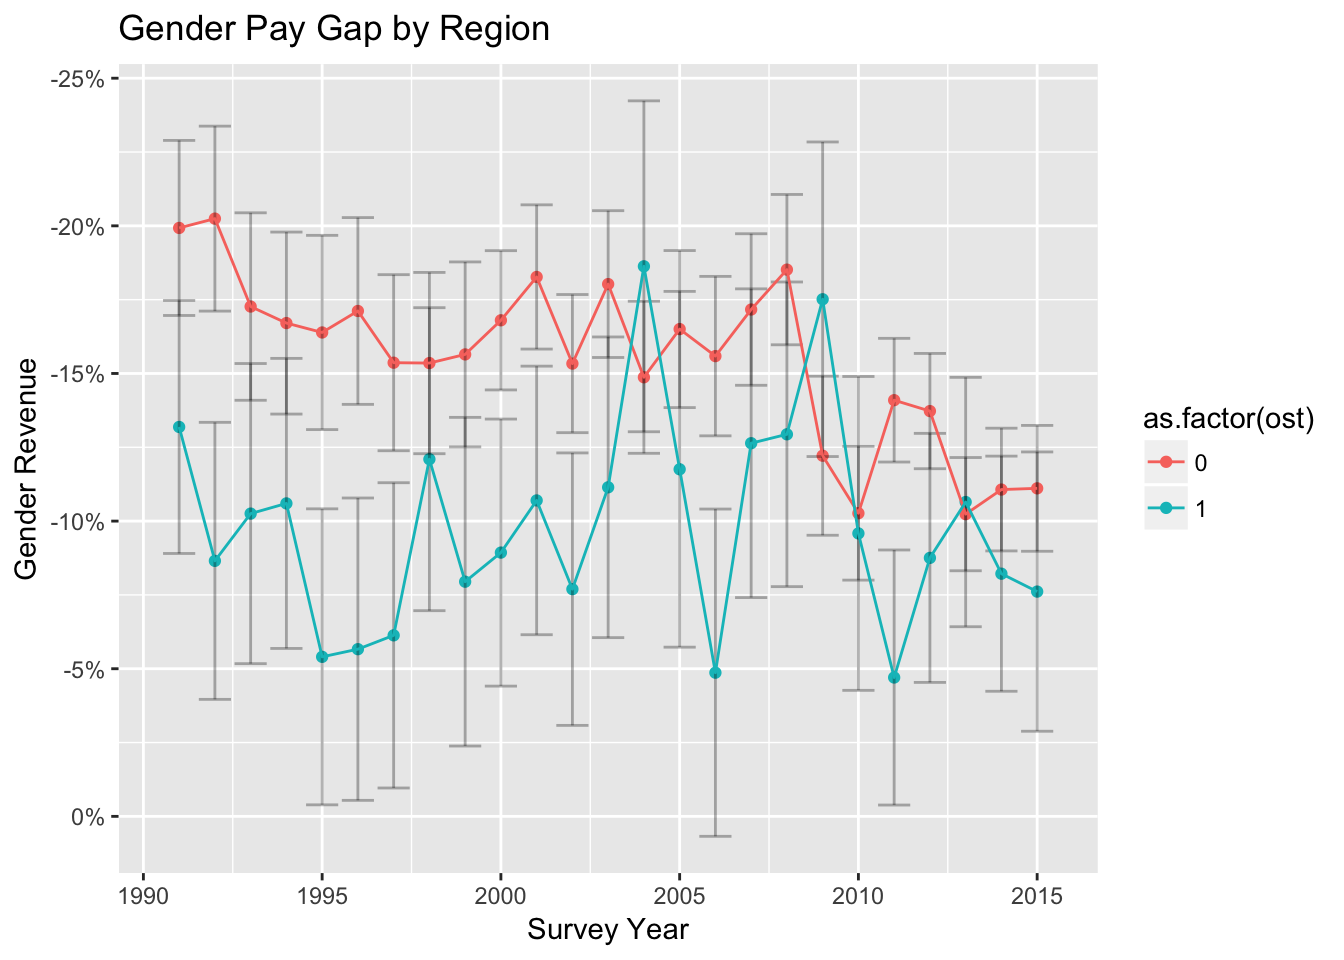 Gender Pay Gap by Region
Gender Revenue
-25%
-20%
-15%
-10%
-5%
0%
1990 1995 2000 2005 2010 2015
Survey Year
as.factor(ost)
0
1